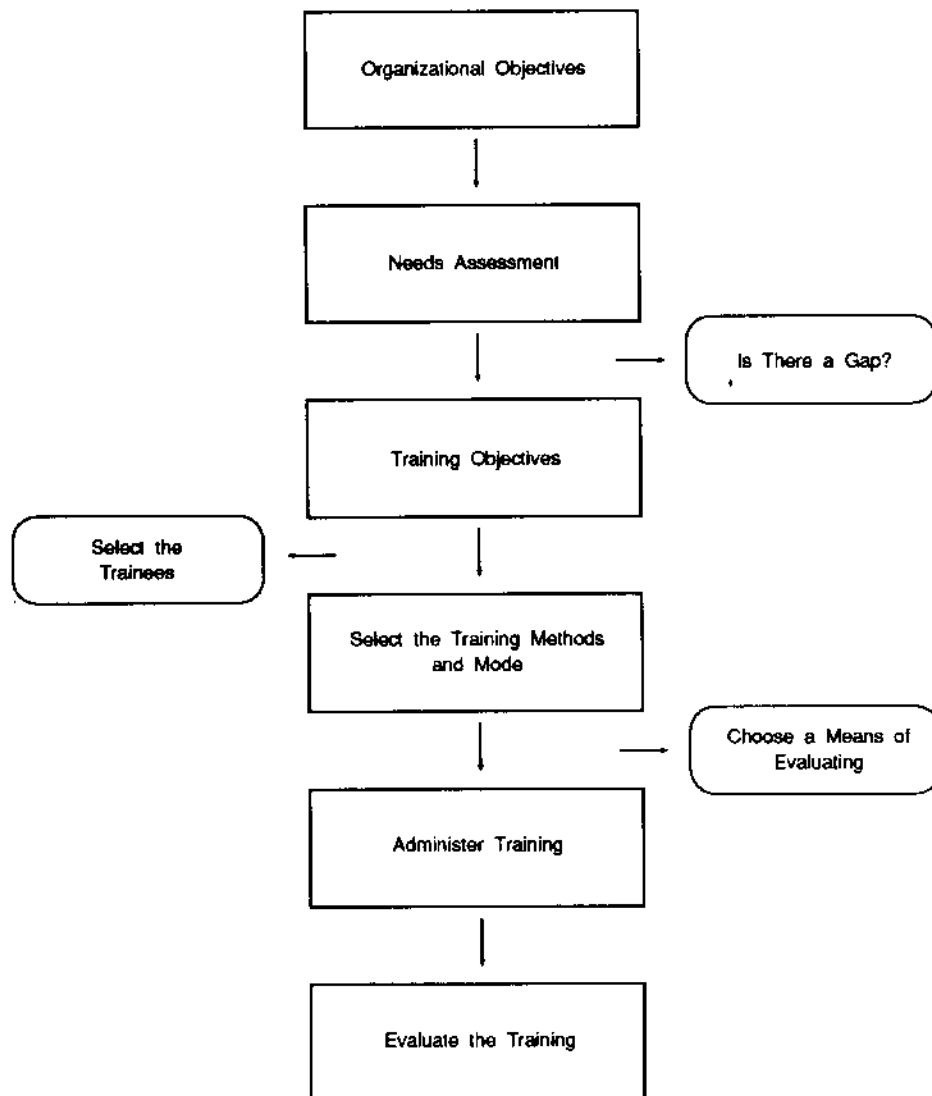 Organizational Objectives
Needs Assessment
Is There a Gap?
Training Objectives
Select the
Trainees
Select the Training Methods
and Mode
Choose a Means of
Evaluating
Administer Training
Evaluate the Training